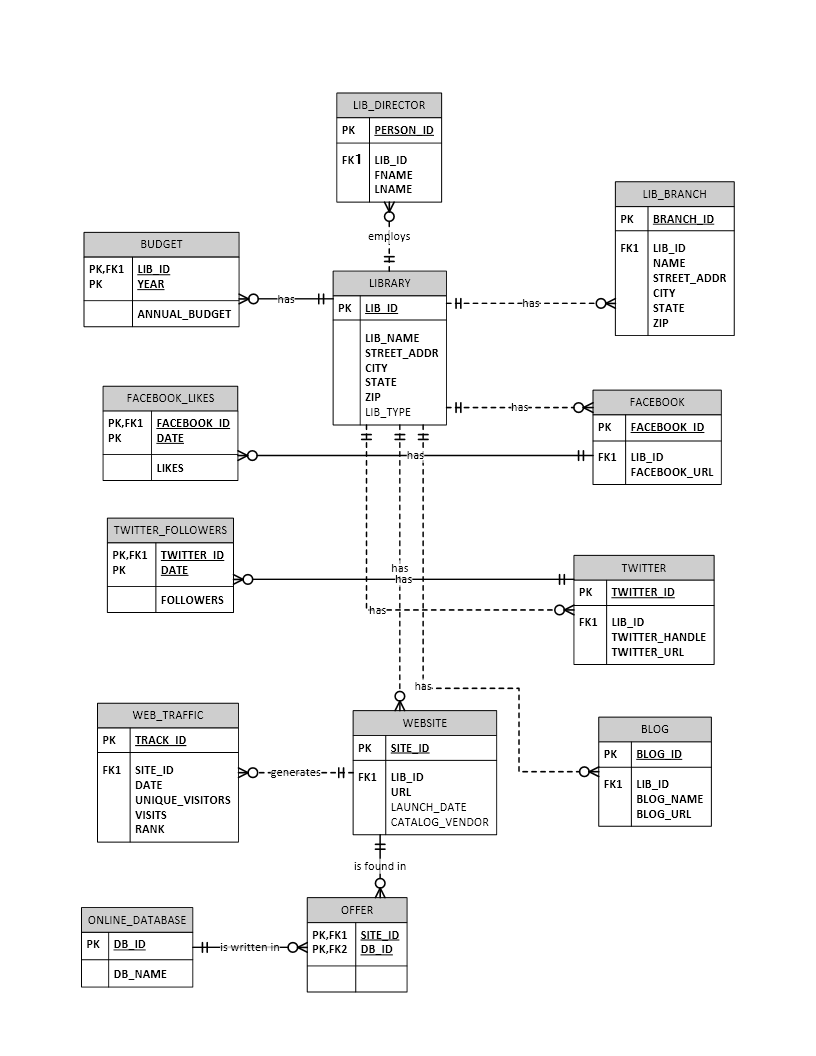 LIB_DIRECTOR
PK PERSON_ID
FK1 LIB_ID
FNAME
LNAME
employs
LIB_BRANCH
PK BRANCH_ID
FK1 LIB_ID
NAME
STREET_ADDR
CITY
STATE
ZIP
BUDGET
PK,FK1 LIB_ID
PK YEAR
ANNUAL_BUDGET
has
LIBRARY
PK LIB_ID
LIB_NAME
STREET_ADDR
CITY
STATE
ZIP
LIB_TYPE
has
has
FACEBOOK_LIKES
PK,FK1 FACEBOOK_ID
PK DATE
LIKES
has
FACEBOOK
PK FACEBOOK_ID
FK1 LIB_ID
FACEBOOK_URL
TWITTER_FOLLOWERS
PK,FK1 TWITTER_ID
PK DATE
FOLLOWERS
has
has
has
TWITTER
PK TWITTER_ID
FK1 LIB_ID
TWITTER_HANDLE
TWITTER_URL
has
WEB_TRAFFIC
PK TRACK_ID
FK1 SITE_ID
DATE
UNIQUE_VISITORS
VISITS
RANK
generates
WEBSITE
PK SITE_ID
FK1 LIB_ID
URL
LAUNCH_DATE
CATALOG_VENDOR
BLOG
PK BLOG_ID
FK1 LIB_ID
BLOG_NAME
BLOG_URL
is found in
ONLINE_DATABASE
PK DB_ID
DB_NAME
is written in
OFFER
PK,FK1 SITE_ID
PK,FK2 DB_ID